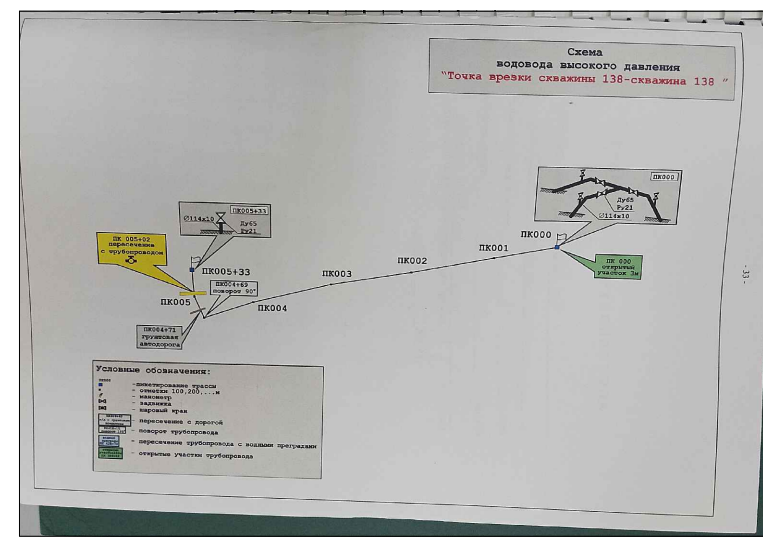 Схема
водовода высокого давления
"Точка врезки скважины 138-скважина 138 "
ПК000
Ду65
Ру21
∅114х10
ПК005+33
∅114х10
Ду65
Ру21
ПК 005+02
пересечение
с трубопроводом
ПК000
ПК 000
открытый
участок 3м
ПК001
ПК002
ПК003
ПК004
ПК005+33
ПК004+69
поворот 90°
ПК005
ПК004+71
грунтовая
автодорога
- 33 -
Условные обозначения:
-пикетирование трассы
- отметки 100,200,...м
- манометр
- задвижка
- шаровый кран
- пересечение с дорогой
- поворот трубопровода
- пересечение трубопровода с водными преградами
- открытые участки трубопровода